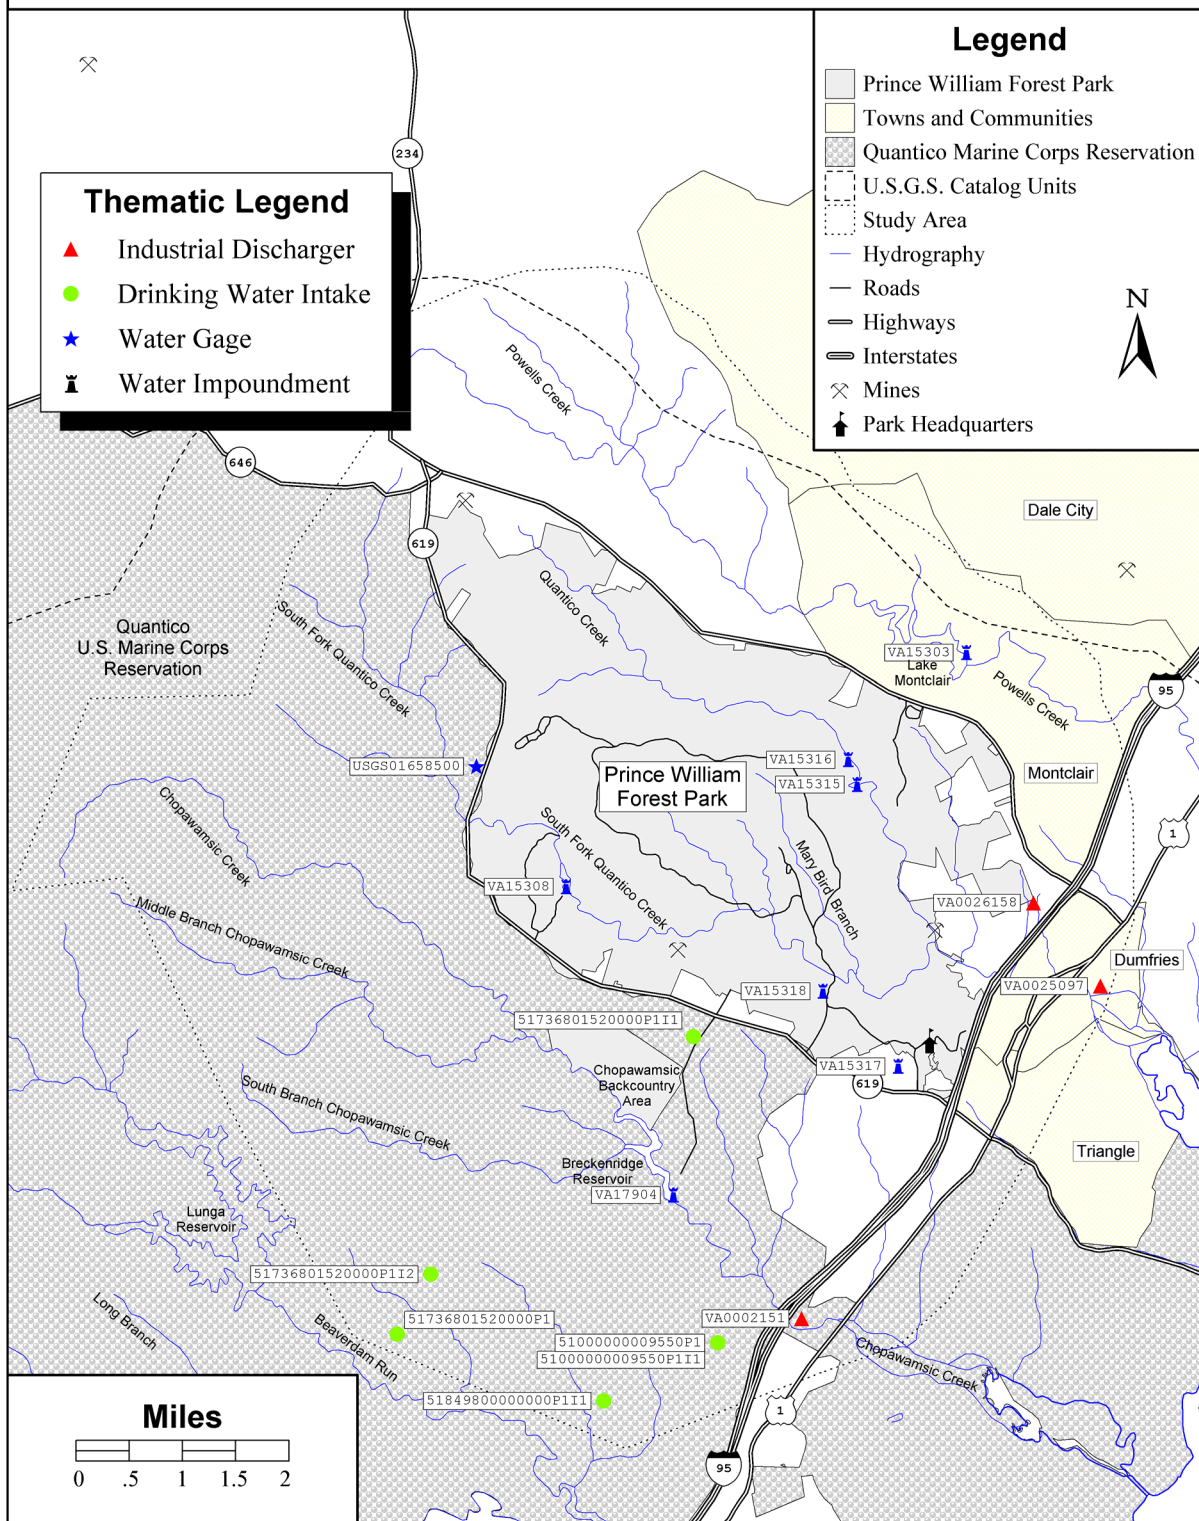 Legend
Prince William Forest Park
Towns and Communities
Quantico Marine Corps Reservation
U.S.G.S. Catalog Units
Study Area
Hydrography
Roads
Highways
Interstates
Mines
Park Headquarters
N
234
Thematic Legend
Industrial Discharger
Drinking Water Intake
Water Gage
Water Impoundment
Powells Creek
646
Dale City
619
Quantico Creek
South Fork Quantico Creek
Quantico
U.S. Marine Corps
Reservation
VA15303
Lake
Montclair
Powells Creek
95
USGS01658500
VA15316
VA15315
Prince William
Forest Park
Montclair
1
Chopawamsic Creek
South Fork Quantico Creek
Mary Bird Branch
VA15308
VA0026158
Middle Branch Chopawamsic Creek
Dumfries
VA0025097
VA15318
51736801520000P1I1
VA15317
619
Chopawamsic
Backcountry
Area
South Branch Chopawamsic Creek
Triangle
Breckenridge
Reservoir
VA17904
Lunga
Reservoir
51736801520000P1I2
51736801520000P1
VA0002151
Long Branch
Beaverdam Run
51000000009550P1
51000000009550P1I1
Chopawamsic Creek
51849800000000P1I1
1
95
Miles
0 .5 1 1.5 2